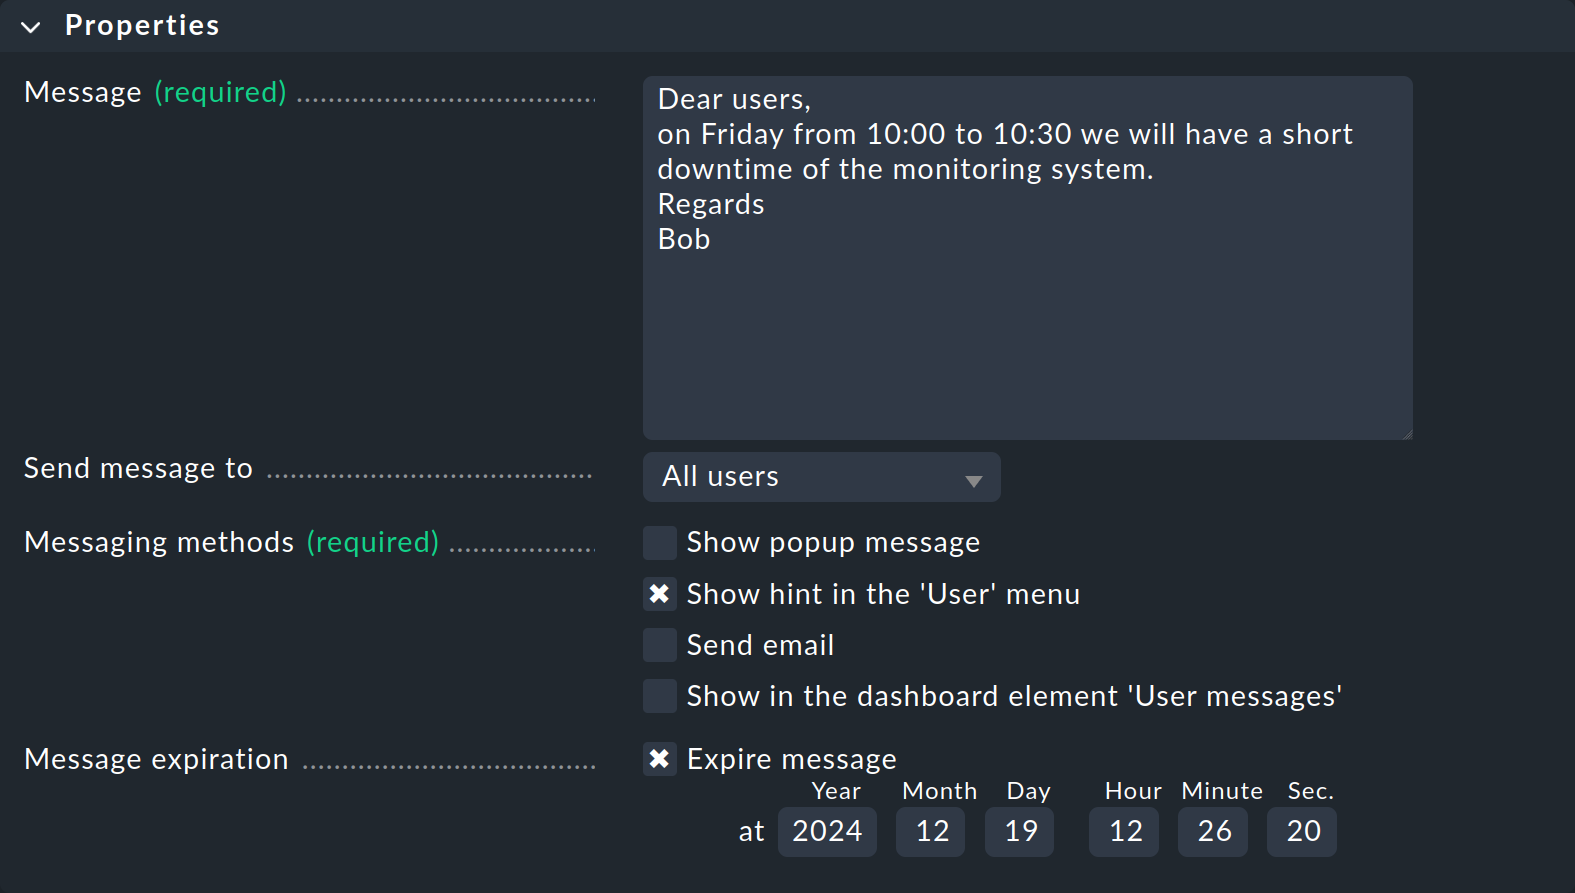 Properties
Message (required)
Dear users,
on Friday from 10:00 to 10:30 we will have a short
downtime of the monitoring system.
Regards
Bob
Send message to
All users
Messaging methods (required)
Show popup message
Show hint in the 'User' menu
Send email
Show in the dashboard element 'User messages'
Message expiration
Expire message
Year Month Day Hour Minute Sec.
at 2024 12 19 12 26 20